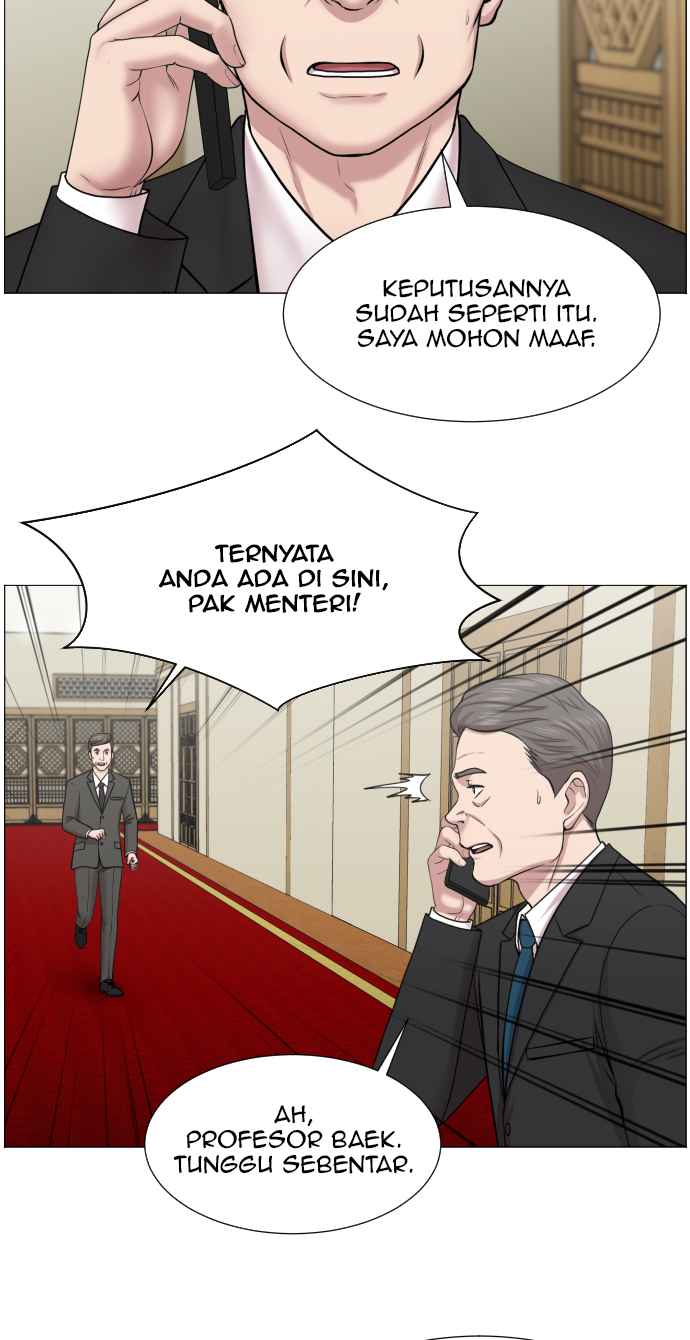 KEPUTUSANNYA
SUDAH SEPERTI ITU.
SAYA MOHON MAAF.
TERNYATA
ANDA ADA DI SINI,
PAK MENTERI!
AH,
PROFESOR BAEK.
TUNGGU SEBENTAR.